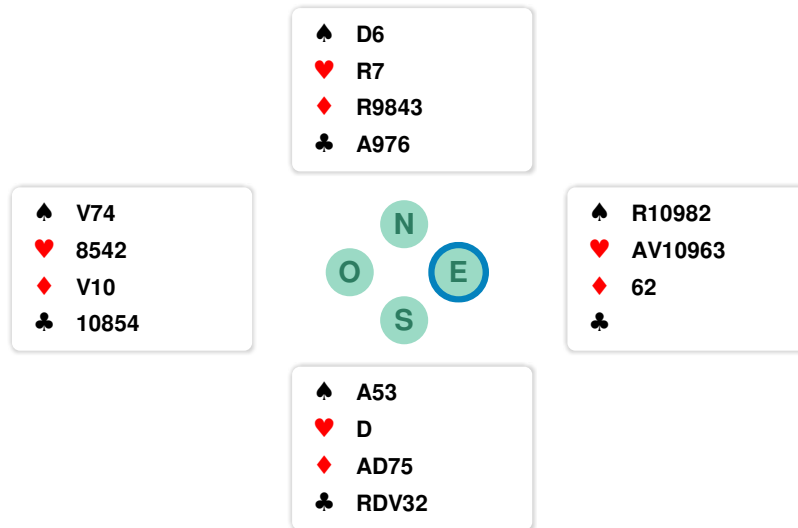 ♠ D6
♥ R7
♦ R9843
♣ A976
♠ V74
♥ 8542
♦ V10
♣ 10854
N
O
E
S
♠ R10982
♥ AV10963
♦ 62
♣
♠ A53
♥ D
♦ AD75
♣ RDV32